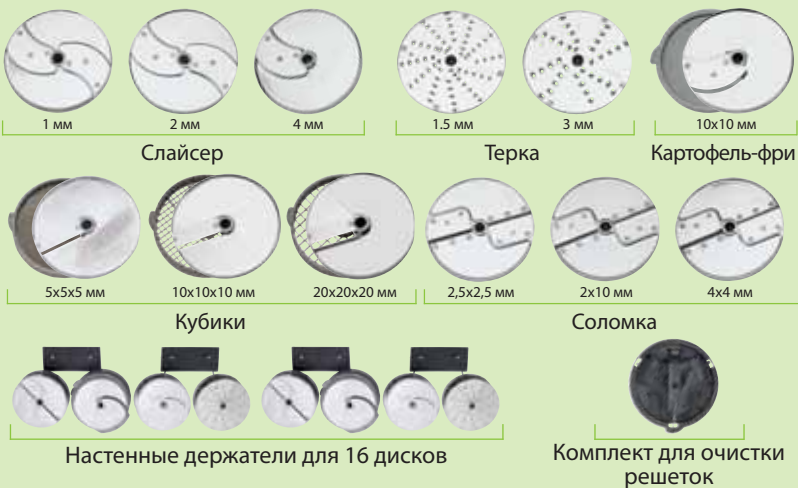 1 мм 2 мм 4 мм 1.5 мм 3 мм 10x10 мм
Слайсер Терка Картофель-фри
5x5x5 мм 10x10x10 мм 20x20x20 мм 2,5x2,5 мм 2x10 мм 4x4 мм
Кубики Соломка
Настенные держатели для 16 дисков
Комплект для очистки
решеток